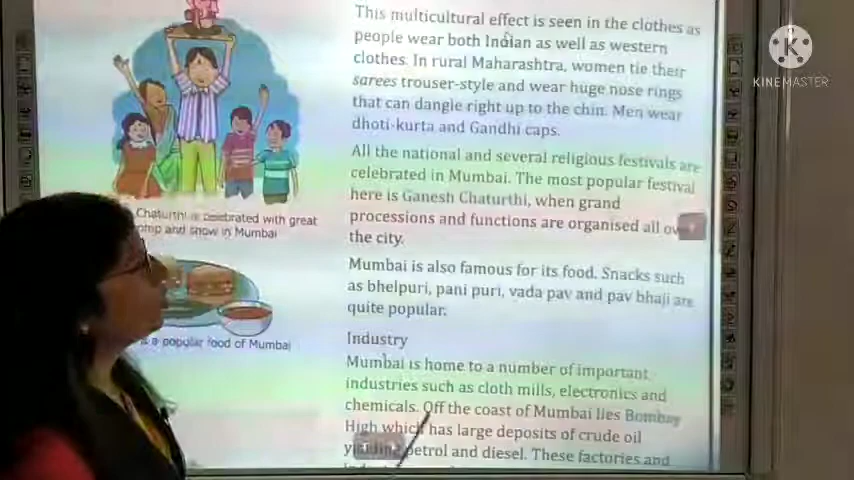 This multicultural effect is seen in the clothes as
people wear both Indian as well as western
clothes. In rural Maharashtra, women tie their
sarees trouser-style and wear huge nose rings
that can dangle right up to the chin. Men wear
dhoti-kurta and Gandhi caps.
All the national and several religious festivals are
celebrated in Mumbai. The most popular festival
here is Ganesh Chaturthi, when grand
processions and functions are organised all
the city.
Mumbai is also famous for its food. Snacks such
as bhelpuri, pani puri, vada pav and pav bhaji are
quite popular.
Industry
Mumbai is home to a number of important
industries such as cloth mills, electronics and
chemicals. Off the coast of Mumbai lies Bombay
High which has large deposits of crude oil
petrol and diesel. These factories and
Chaturthi is celebrated with great
and show in Mumbai
is a popular food of Mumbai
KINEMASTER